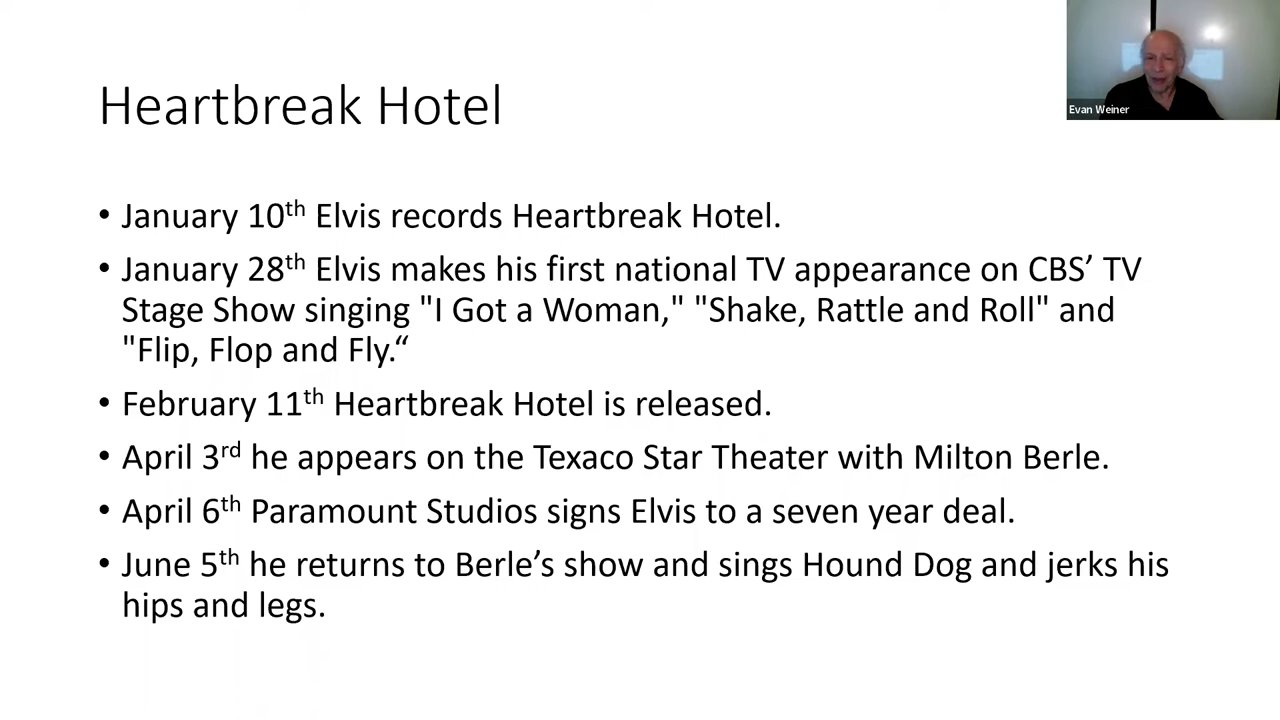 Evan Weiner
Heartbreak Hotel
• January 10th Elvis records Heartbreak Hotel.
• January 28th Elvis makes his first national TV appearance on CBS’ TV
Stage Show singing "I Got a Woman," "Shake, Rattle and Roll" and
"Flip, Flop and Fly.“
• February 11th Heartbreak Hotel is released.
• April 3rd he appears on the Texaco Star Theater with Milton Berle.
• April 6th Paramount Studios signs Elvis to a seven year deal.
• June 5th he returns to Berle’s show and sings Hound Dog and jerks his
hips and legs.